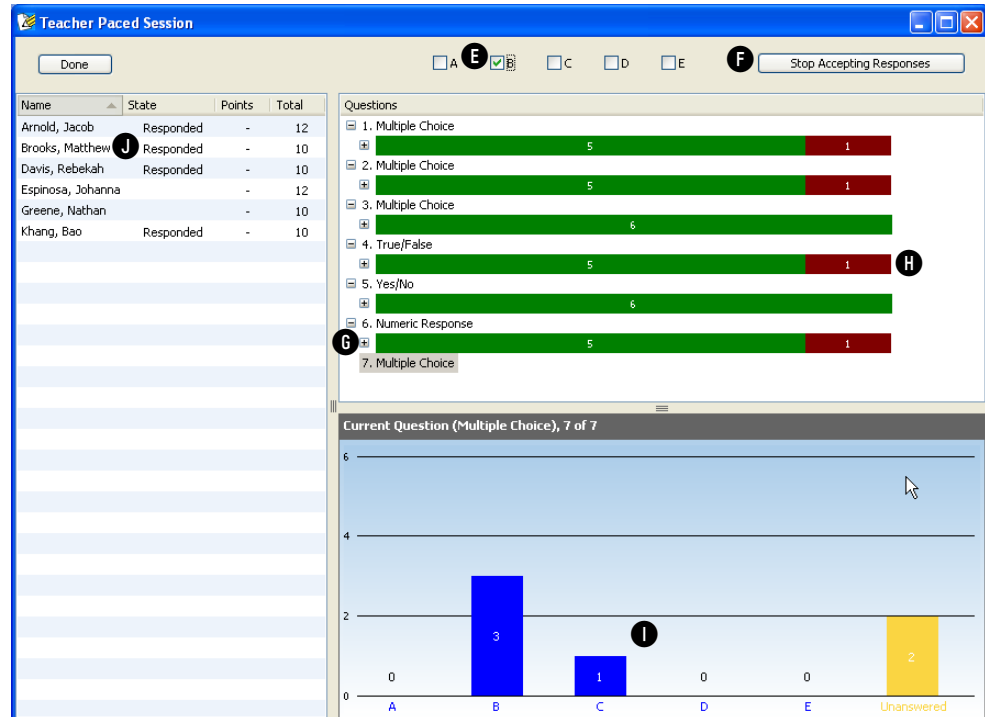 Teacher Paced Session
Done
A E B C D E F Stop Accepting Responses
Name State Points Total
Arnold, Jacob Responded - 12
Brooks, Matthew J Responded - 10
Davis, Rebekah Responded - 10
Espinosa, Johanna - 12
Greene, Nathan - 10
Khang, Bao Responded - 10
Questions
1. Multiple Choice
5 1
2. Multiple Choice
5 1
3. Multiple Choice
6
4. True/False
5 1 H
5. Yes/No
6
6. Numeric Response
G 5 1
7. Multiple Choice
Current Question (Multiple Choice), 7 of 7
6
4
2
3 I 2
0 1 0 0
0
A B C D E Unanswered